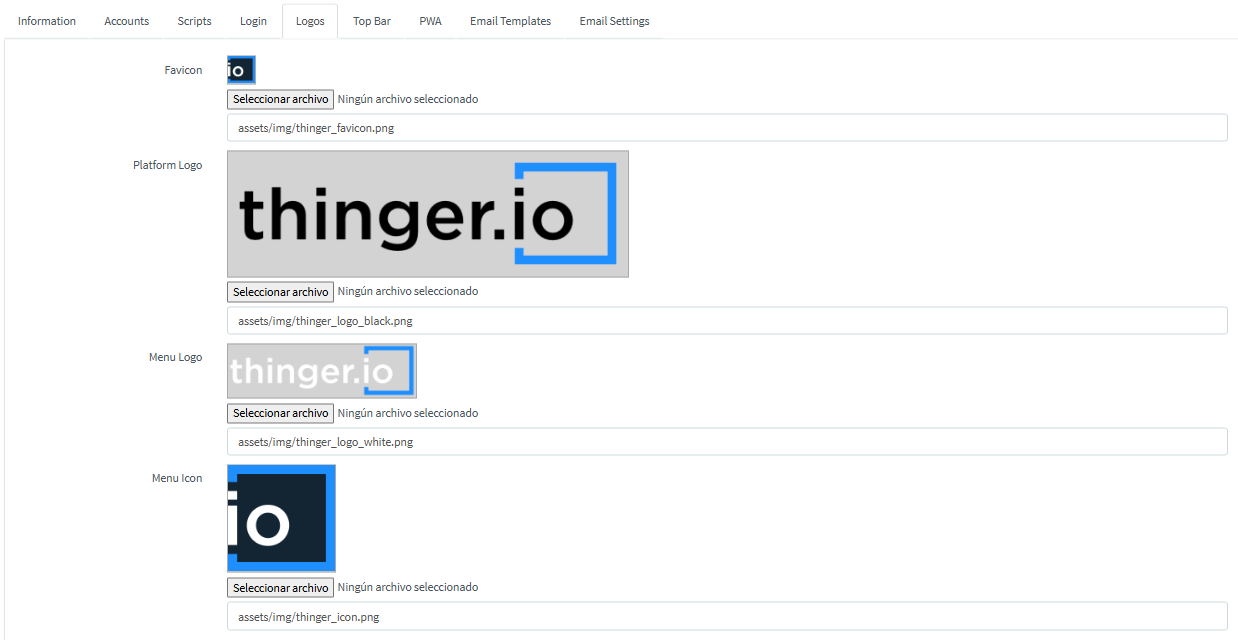 Information Accounts Scripts Login Logos Top Bar PWA Email Templates Email Settings
Favicon
io
Seleccionar archivo Ningún archivo seleccionado
assets/img/thinger_favicon.png
Platform Logo
thinger.io
Seleccionar archivo Ningún archivo seleccionado
assets/img/thinger_logo_black.png
Menu Logo
thinger.io
Seleccionar archivo Ningún archivo seleccionado
assets/img/thinger_logo_white.png
Menu Icon
io
Seleccionar archivo Ningún archivo seleccionado
assets/img/thinger_icon.png